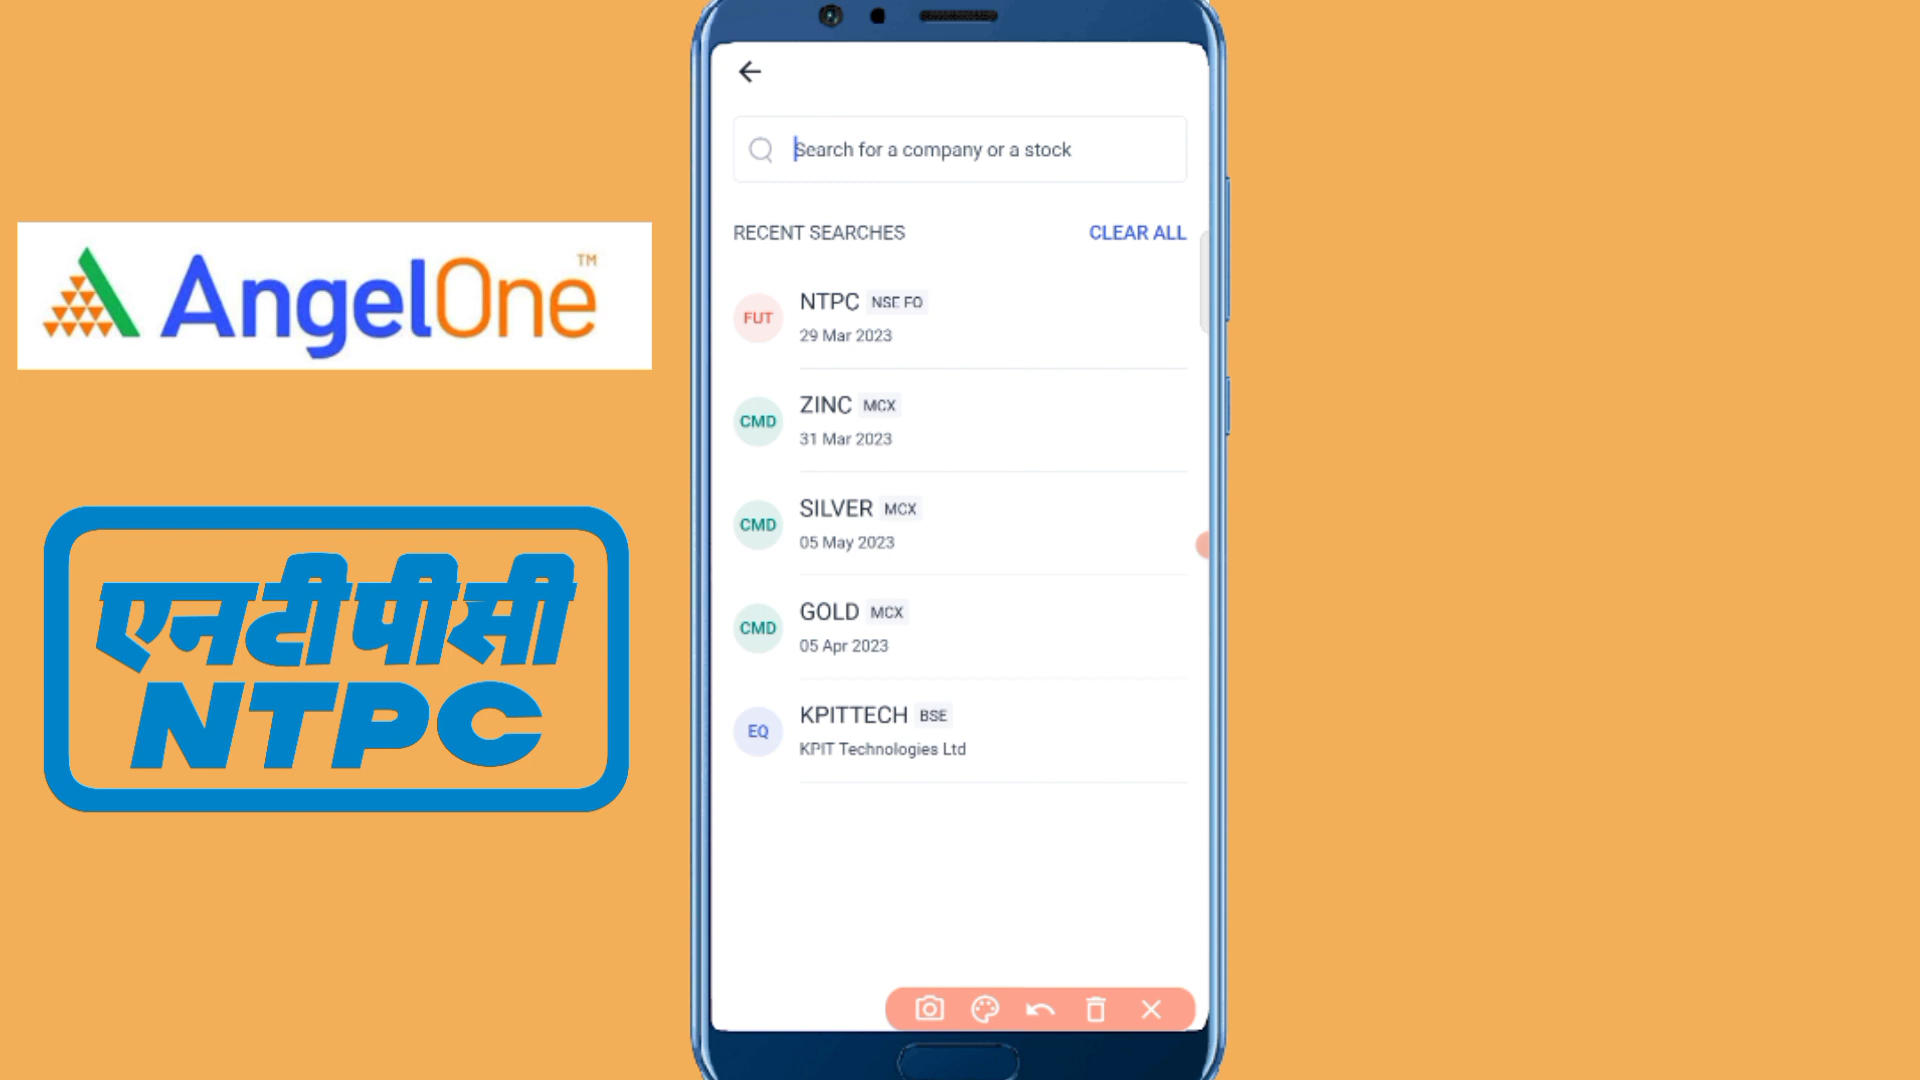 AngelOne™
एनटीपीसी
NTPC
Search for a company or a stock
RECENT SEARCHES CLEAR ALL
FUT NTPC NSE FO
29 Mar 2023
CMD ZINC MCX
31 Mar 2023
CMD SILVER MCX
05 May 2023
CMD GOLD MCX
05 Apr 2023
EQ KPITTECH BSE
KPIT Technologies Ltd